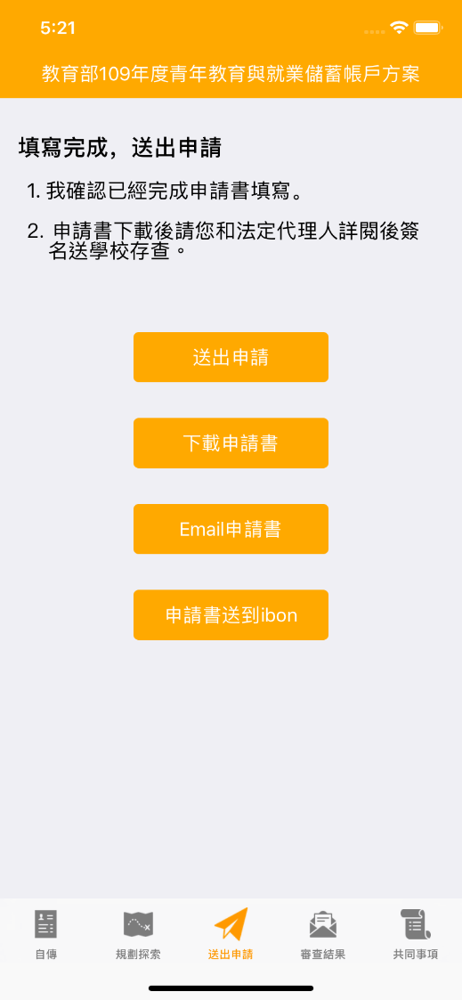 5:21
教育部109年度青年教育與就業儲蓄帳戶方案
填寫完成，送出申請
1. 我確認已經完成申請書填寫。
2. 申請書下載後請您和法定代理人詳閱後簽
名送學校存查。
送出申請
下載申請書
Email申請書
申請書送到ibon
自傳
規劃探索
送出申請
審查結果
共同事項